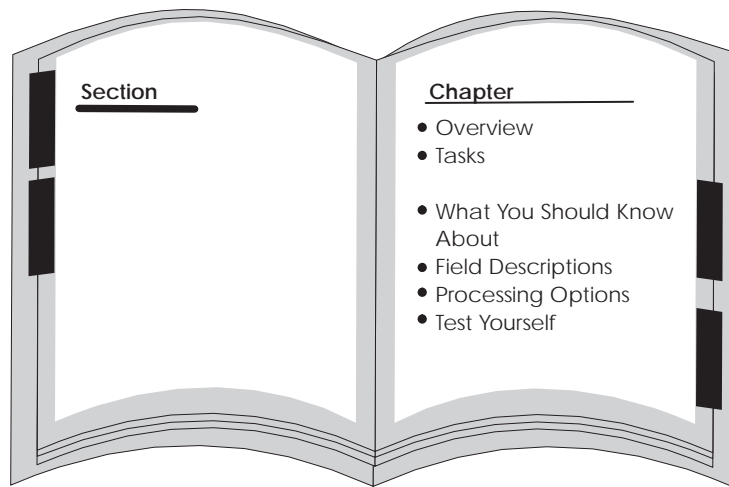 Section
Chapter
• Overview
• Tasks
• What You Should Know
About
• Field Descriptions
• Processing Options
• Test Yourself